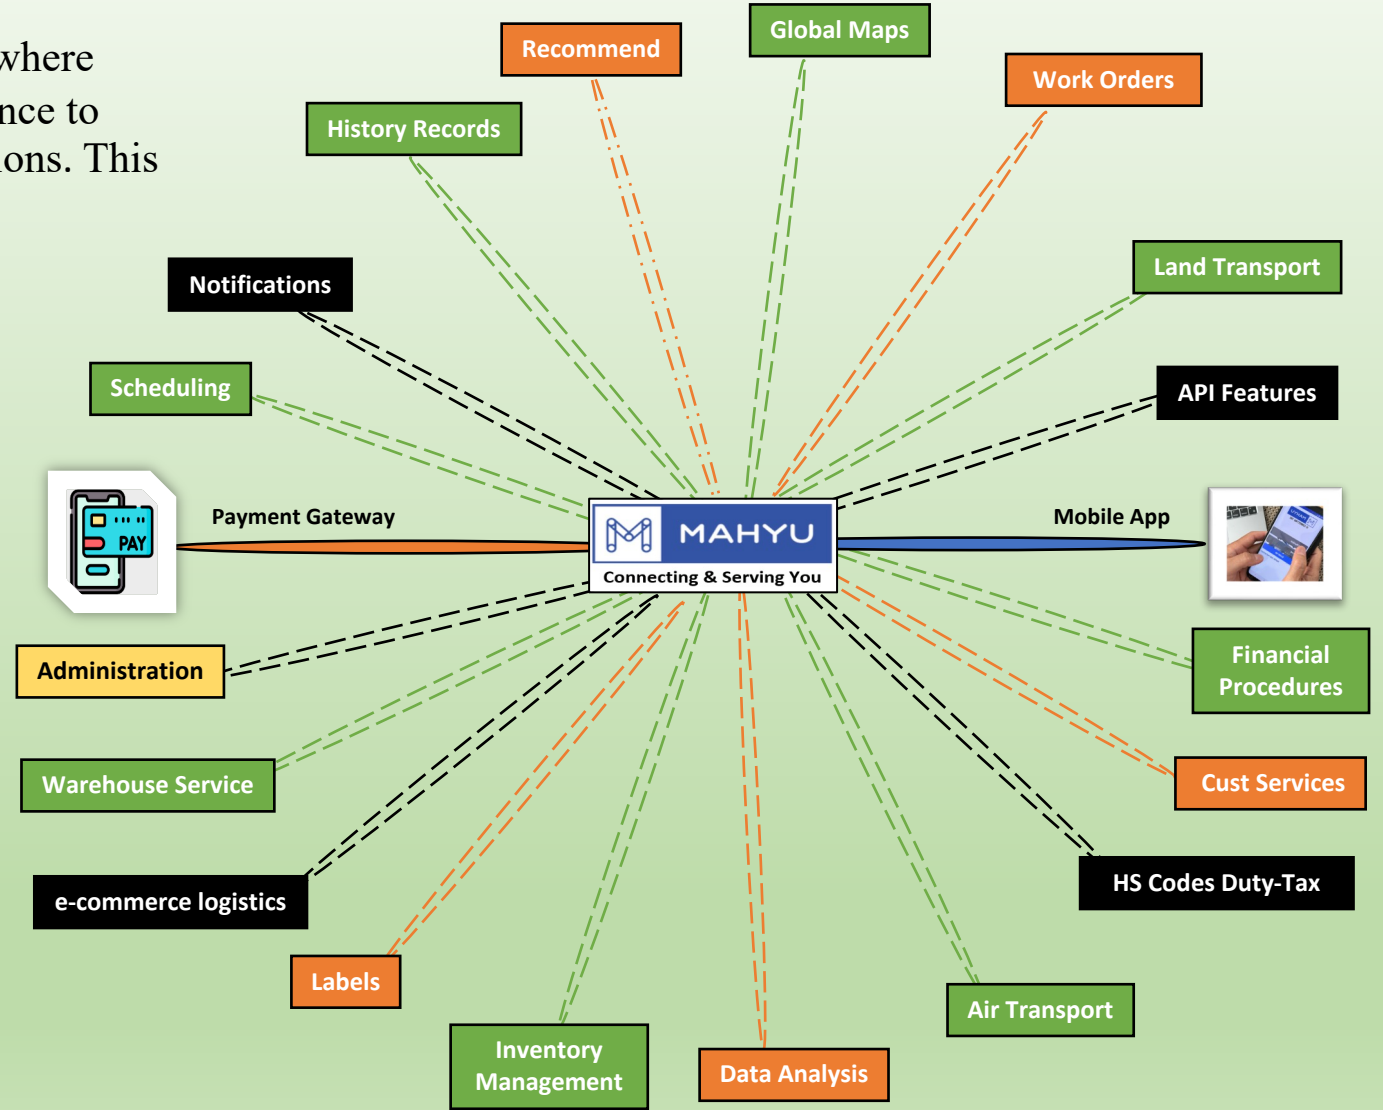 where
nce to
ions. This
Recommend
Global Maps
Work Orders
History Records
Land Transport
Notifications
API Features
Scheduling
Payment Gateway
PAY
MAHYU
Connecting & Serving You
Mobile App
Administration
Financial
Procedures
Warehouse Service
Cust Services
e-commerce logistics
HS Codes Duty-Tax
Labels
Air Transport
Inventory
Management
Data Analysis